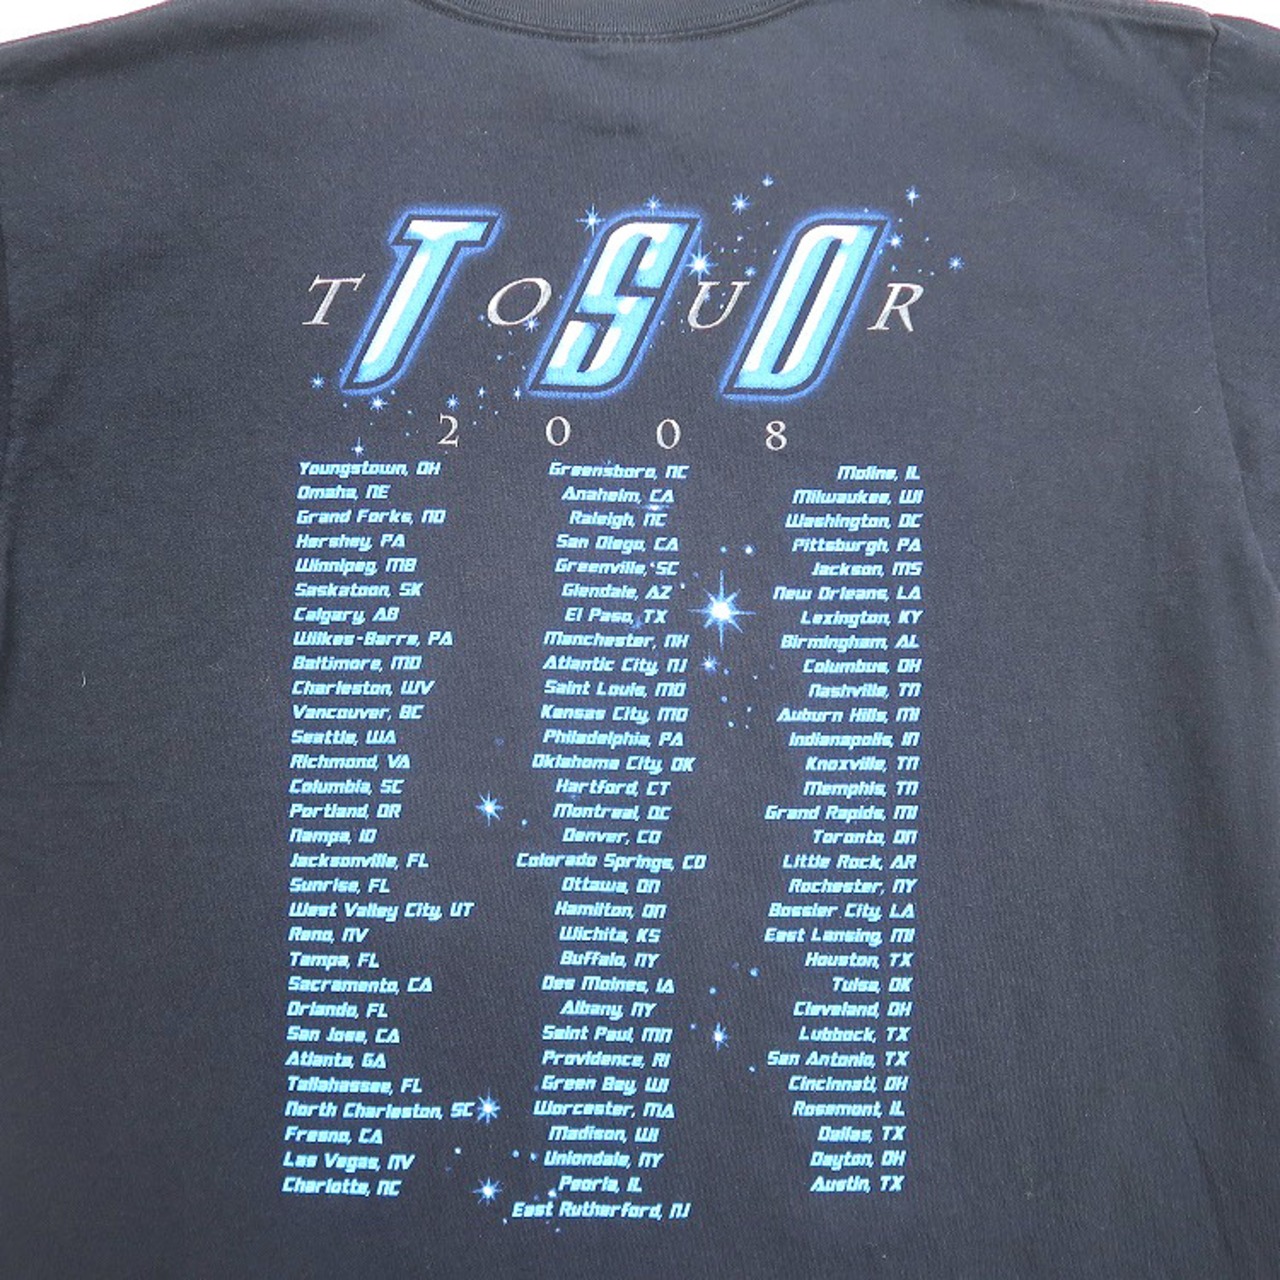 TSO
TOUR
2008
Youngstown, OH
Omaha, NE
Grand Forks, ND
Hershey, PA
Winnipeg, MB
Saskatoon, SK
Calgary, AB
Wilkes-Barre, PA
Baltimore, MD
Charleston, WV
Vancouver, BC
Seattle, WA
Richmond, VA
Columbia, SC
Portland, OR
Nampa, ID
Jacksonville, FL
Sunrise, FL
West Valley City, UT
Reno, NV
Tampa, FL
Sacramento, CA
Orlando, FL
San Jose, CA
Atlanta, GA
Tallahassee, FL
North Charleston, SC
Fresno, CA
Las Vegas, NV
Charlotte, NC
Greensboro, NC
Anaheim, CA
Raleigh, NC
San Diego, CA
Greenville, SC
Glendale, AZ
El Paso, TX
Manchester, NH
Atlantic City, NJ
Saint Louis, MO
Kansas City, MO
Philadelphia, PA
Oklahoma City, OK
Hartford, CT
Montreal, QC
Denver, CO
Colorado Springs, CO
Ottawa, ON
Hamilton, ON
Wichita, KS
Buffalo, NY
Des Moines, IA
Albany, NY
Saint Paul, MN
Providence, RI
Green Bay, WI
Worcester, MA
Madison, WI
Uniondale, NY
Peoria, IL
East Rutherford, NJ
Moline, IL
Milwaukee, WI
Washington, DC
Pittsburgh, PA
Jackson, MS
New Orleans, LA
Lexington, KY
Birmingham, AL
Columbus, OH
Nashville, TN
Auburn Hills, MI
Indianapolis, IN
Knoxville, TN
Memphis, TN
Grand Rapids, MI
Toronto, ON
Little Rock, AR
Rochester, NY
Bossier City, LA
East Lansing, MI
Houston, TX
Tulsa, OK
Cleveland, OH
Lubbock, TX
San Antonio, TX
Cincinnati, OH
Rosemont, IL
Dallas, TX
Dayton, OH
Austin, TX